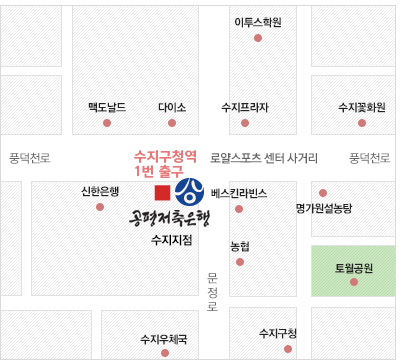 이투스학원
맥도날드
다이소
수지프라자
수지꽃화원
풍덕천로
수지구청역
1번 출구
로얄스포츠 센터 사거리
풍덕천로
신한은행
베스킨라빈스
명가원설농탕
공평저축은행
수지지점
농협
토월공원
문정로
수지우체국
수지구청